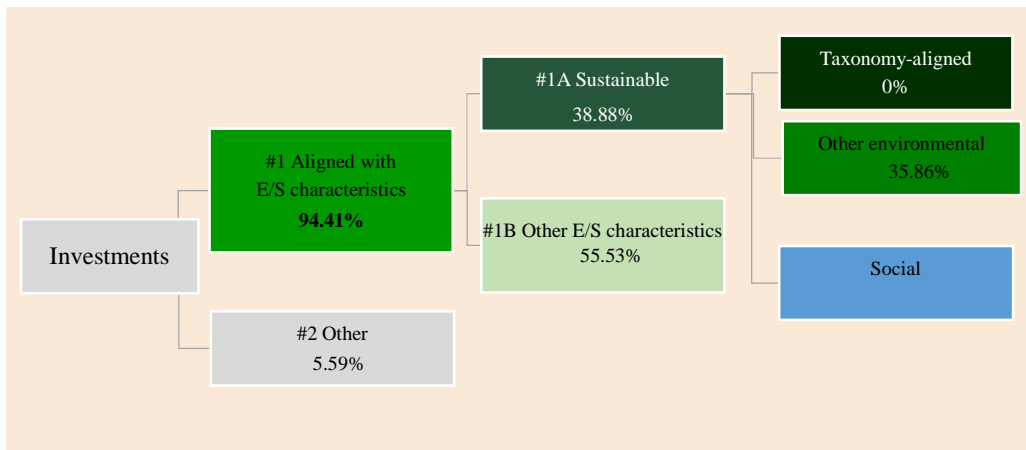 Investments
#1 Aligned with
E/S characteristics
94.41%
#2 Other
5.59%
#1A Sustainable
38.88%
#1B Other E/S characteristics
55.53%
Taxonomy-aligned
0%
Other environmental
35.86%
Social